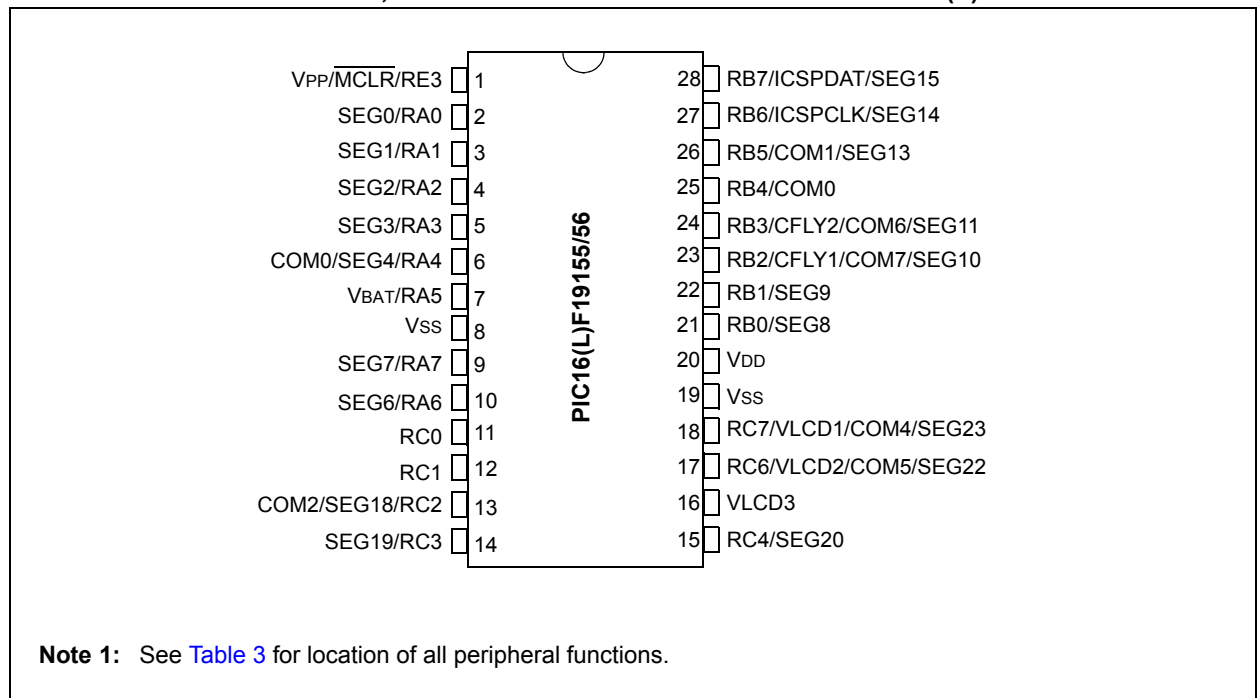 (1)
VPP/MCLR/RE3 1
SEG0/RA0 2
SEG1/RA1 3
SEG2/RA2 4
SEG3/RA3 5
COM0/SEG4/RA4 6
VBAT/RA5 7
VSS 8
SEG7/RA7 9
SEG6/RA6 10
RC0 11
RC1 12
COM2/SEG18/RC2 13
SEG19/RC3 14
PIC16(L)F19155/56
28 RB7/ICSPDAT/SEG15
27 RB6/ICSPCLK/SEG14
26 RB5/COM1/SEG13
25 RB4/COM0
24 RB3/CFLY2/COM6/SEG11
23 RB2/CFLY1/COM7/SEG10
22 RB1/SEG9
21 RB0/SEG8
20 VDD
19 VSS
18 RC7/VLCD1/COM4/SEG23
17 RC6/VLCD2/COM5/SEG22
16 VLCD3
15 RC4/SEG20
Note 1: See Table 3 for location of all peripheral functions.